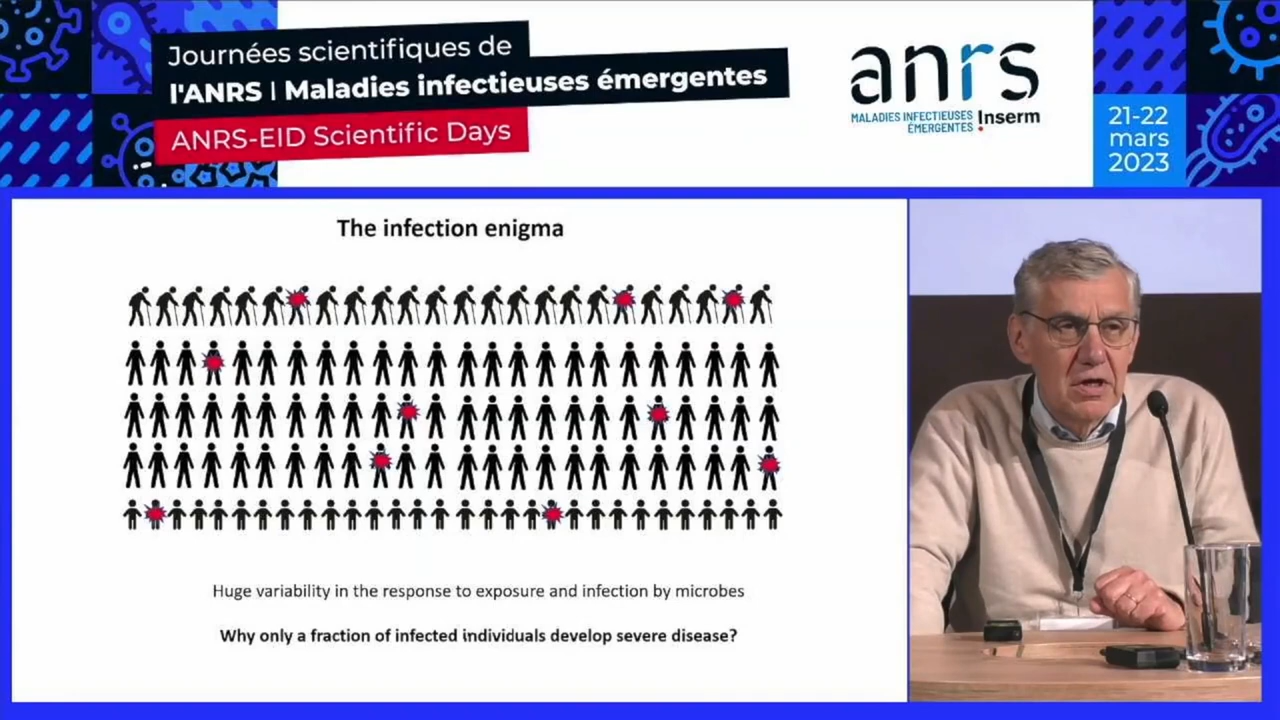 Journées scientifiques de
l'ANRS | Maladies infectieuses émergentes
ANRS-EID Scientific Days
anrs
MALADIES INFECTIEUSES
ÉMERGENTES
Inserm
21-22
mars
2023
The infection enigma
Huge variability in the response to exposure and infection by microbes
Why only a fraction of infected individuals develop severe disease?